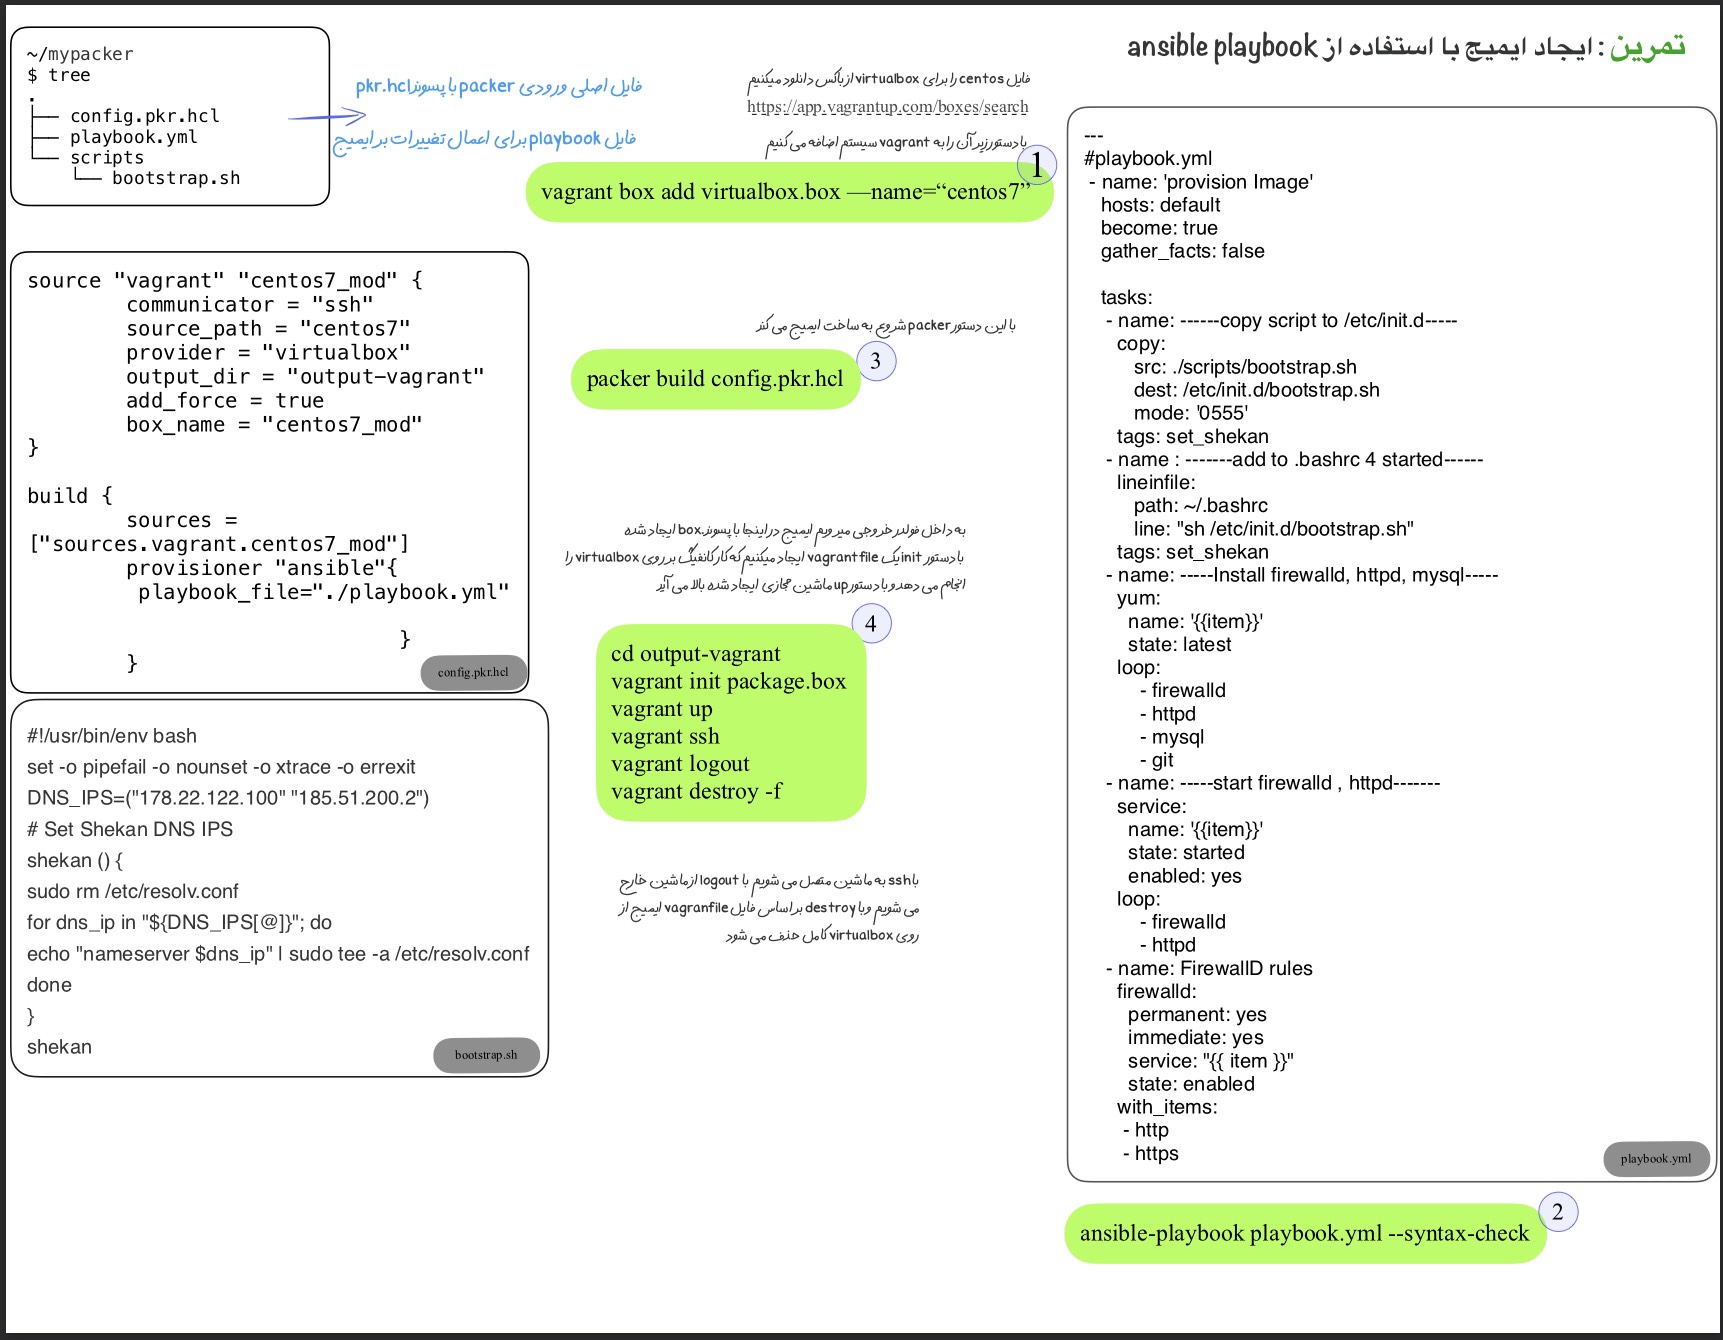 تمرین : ایجاد ایمیج با استفاده از ansible playbook
~/mypacker
$ tree
.
├── config.pkr.hcl
├── playbook.yml
└── scripts
    └── bootstrap.sh
فایل اصلی ورودی packer با پسوند pkr.hcl
فایل playbook برای اعمال تغییرات بر ایمیج
فایل centos را برای virtualbox از باکس دانلود میکنیم
https://app.vagrantup.com/boxes/search
با دستور زیر آن را به vagrant سیستم اضافه می کنیم
1
vagrant box add virtualbox.box —name=“centos7”
---
#playbook.yml
- name: 'provision Image'
  hosts: default
  become: true
  gather_facts: false
  tasks:
   - name: ------copy script to /etc/init.d-----
     copy:
        src: ./scripts/bootstrap.sh
        dest: /etc/init.d/bootstrap.sh
        mode: '0555'
     tags: set_shekan
   - name : -------add to .bashrc 4 started------
     lineinfile:
        path: ~/.bashrc
        line: "sh /etc/init.d/bootstrap.sh"
     tags: set_shekan
   - name: -----Install firewalld, httpd, mysql-----
     yum:
       name: '{{item}}'
       state: latest
     loop:
         - firewalld
         - httpd
         - mysql
         - git
   - name: -----start firewalld , httpd-------
     service:
       name: '{{item}}'
       state: started
       enabled: yes
     loop:
         - firewalld
         - httpd
   - name: FirewallD rules
     firewalld:
       permanent: yes
       immediate: yes
       service: "{{ item }}"
       state: enabled
     with_items:
      - http
      - https
playbook.yml
2
ansible-playbook playbook.yml --syntax-check
source "vagrant" "centos7_mod" {
        communicator = "ssh"
        source_path = "centos7"
        provider = "virtualbox"
        output_dir = "output-vagrant"
        add_force = true
        box_name = "centos7_mod"
}
build {
        sources =
["sources.vagrant.centos7_mod"]
        provisioner "ansible"{
         playbook_file="./playbook.yml"
                              }
        }
config.pkr.hcl
با این دستور packer شروع به ساخت ایمیج می کند
3
packer build config.pkr.hcl
به داخل فولدر خروجی میرویم ایمیج در اینجا با پسوند .box ایجاد شده
با دستور init یک vagrantfile ایجاد میکنیم که کار کانفیگ بر روی virtualbox را
انجام می دهد و با دستور up ماشین مجازی ایجاد شده بالا می آید
4
cd output-vagrant
vagrant init package.box
vagrant up
vagrant ssh
vagrant logout
vagrant destroy -f
با ssh به ماشین متصل می شویم با logout از ماشین خارج
می شویم و با destroy بر اساس فایل vagranfile ایمیج از
روی virtualbox کامل حذف می شود
#!/usr/bin/env bash
set -o pipefail -o nounset -o xtrace -o errexit
DNS_IPS=("178.22.122.100" "185.51.200.2")
# Set Shekan DNS IPS
shekan () {
sudo rm /etc/resolv.conf
for dns_ip in "${DNS_IPS[@]}"; do
echo "nameserver $dns_ip" | sudo tee -a /etc/resolv.conf
done
}
shekan
bootstrap.sh